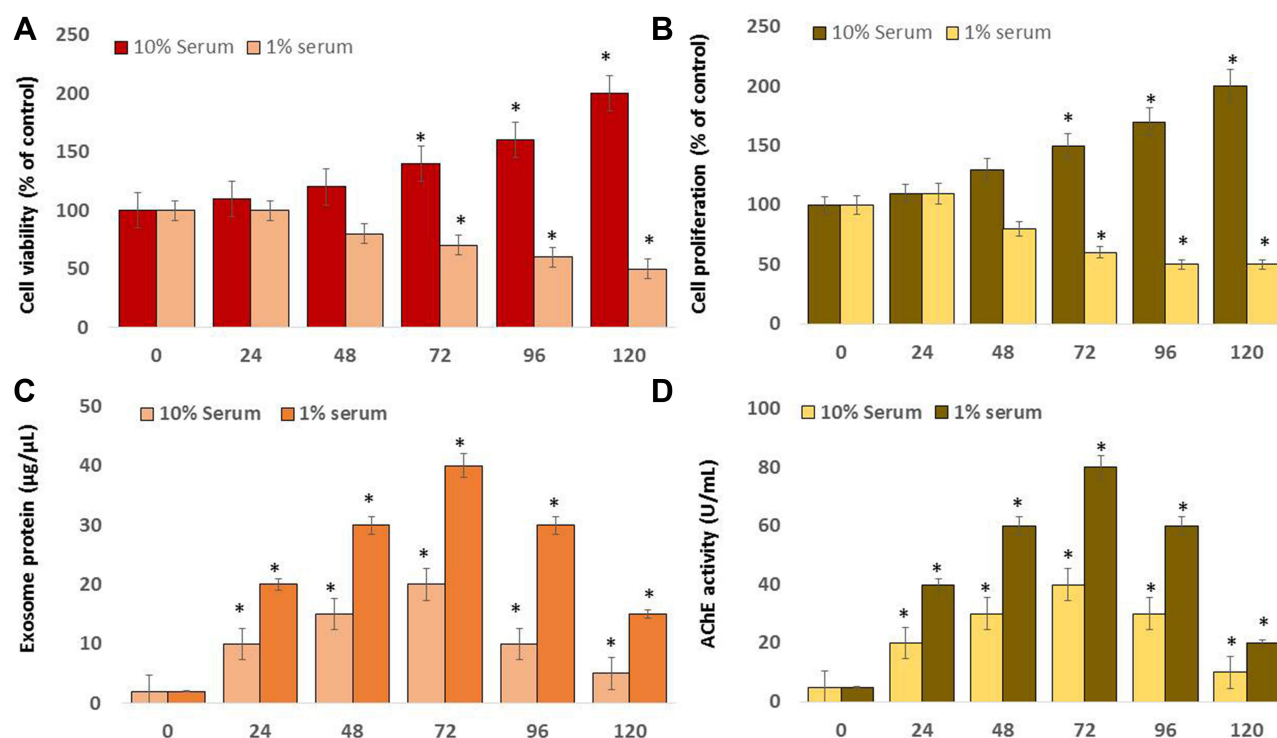 A
Cell viability (% of control)
10% Serum 1% serum
250
200
150
100
50
0
* * * * * *
0 24 48 72 96 120
B
Cell proliferation (% of control)
10% Serum 1% serum
250
200
150
100
50
0
* * * * * *
0 24 48 72 96 120
C
Exosome protein (µg/µL)
10% Serum 1% serum
50
40
30
20
10
0
* * * * * * * * * *
0 24 48 72 96 120
D
AChE activity (U/mL)
10% Serum 1% serum
100
80
60
40
20
0
* * * * * * * * * *
0 24 48 72 96 120